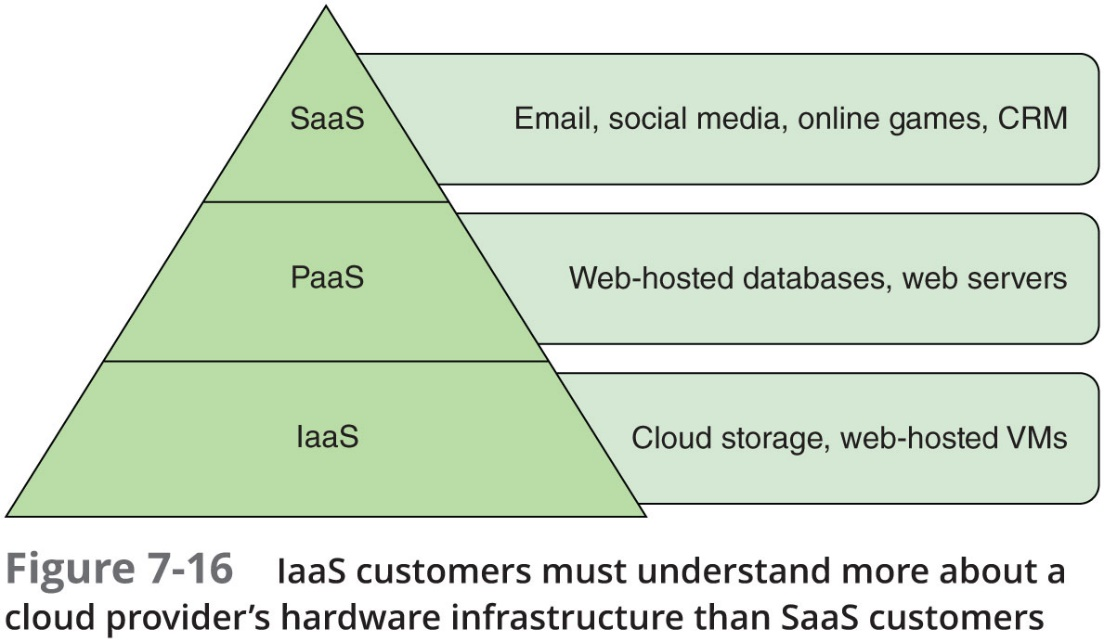 SaaS
Email, social media, online games, CRM
PaaS
Web-hosted databases, web servers
IaaS
Cloud storage, web-hosted VMs
Figure 7-16 IaaS customers must understand more about a
cloud provider’s hardware infrastructure than SaaS customers